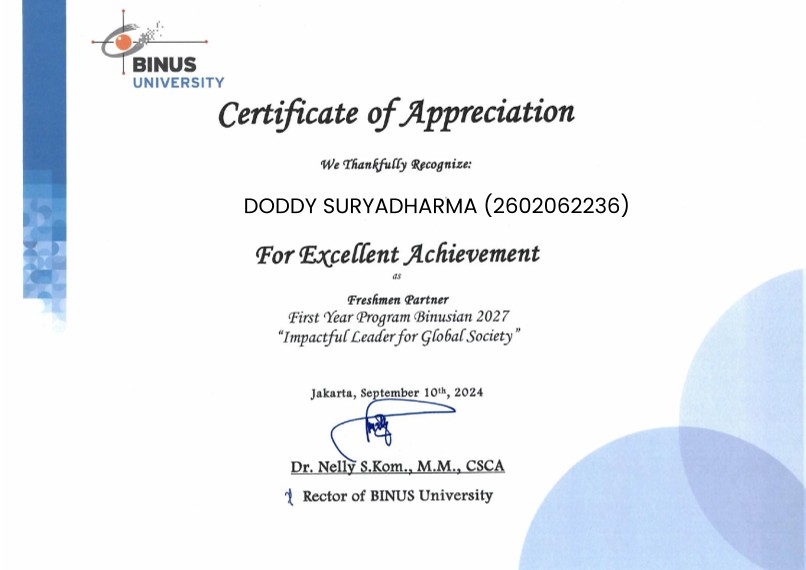 BINUS
UNIVERSITY
Certificate of Appreciation
We Thankfully Recognize:
DODDY SURYADHARMA (2602062236)
For Excellent Achievement
as
Freshmen Partner
First Year Program Binusian 2027
“Impactful Leader for Global Society”
Jakarta, September 10th, 2024
Dr. Nelly S.Kom., M.M., CSCA
Rector of BINUS University